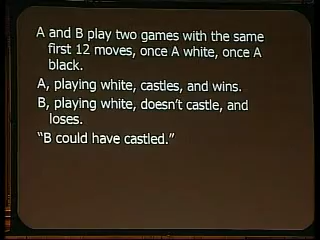 A and B play two games with the same
first 12 moves, once A white, once A
black.
A, playing white, castles, and wins.
B, playing white, doesn't castle, and
loses.
"B could have castled."